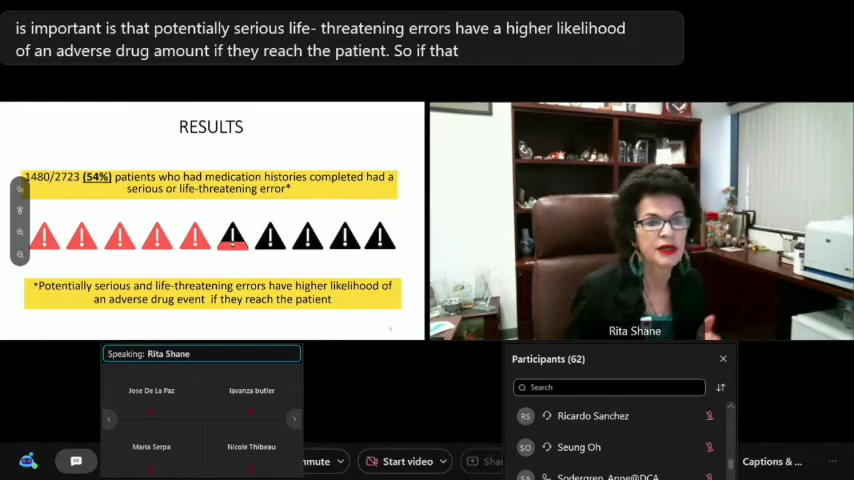 is important is that potentially serious life- threatening errors have a higher likelihood
of an adverse drug amount if they reach the patient. So if that
RESULTS
1480/2723 (54%) patients who had medication histories completed had a
serious or life-threatening error*
*Potentially serious and life-threatening errors have higher likelihood of
an adverse drug event if they reach the patient
Rita Shane
Speaking: Rita Shane
Jose De La Paz
lavanza butler
Maria Serpa
Nicole Thibeau
Participants (62)
Search
RS Ricardo Sanchez
SO Seung Oh
SA Sodergren, Anne@DCA
mute
Start video
Shar
Captions & ...